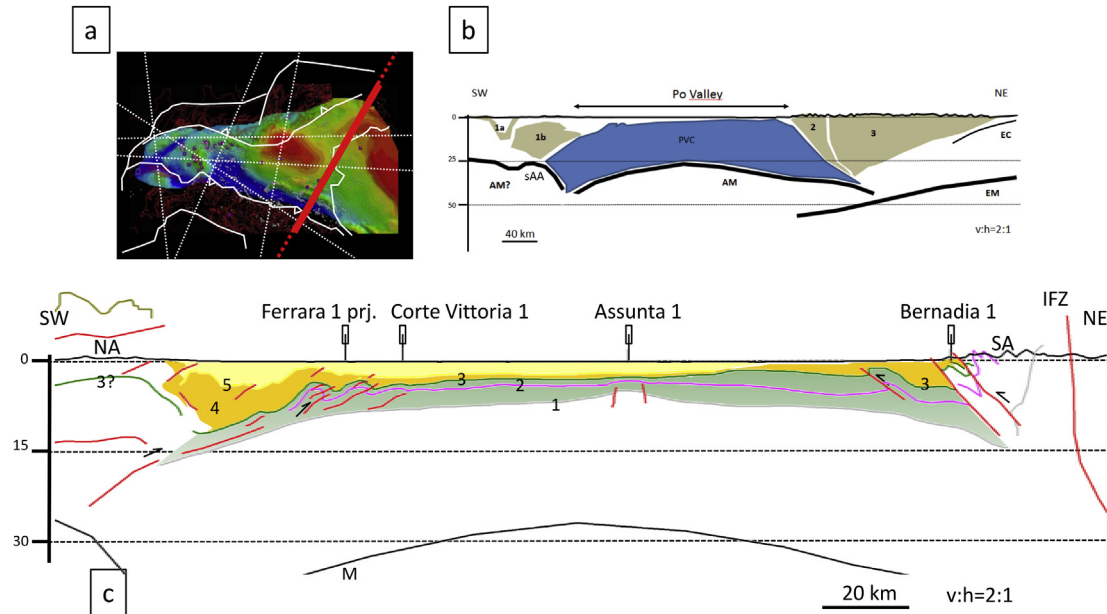 a
b
SW
Po Valley
NE
0
1a
1b
PVC
2
3
EC
25
AM?
sAA
AM
EM
50
40 km
v:h=2:1
SW
NA
Ferrara 1 prj.
Corte Vittoria 1
Assunta 1
Bernadia 1
SA
IFZ
NE
0
3?
5
4
3
2
1
3
15
30
M
c
20 km
v:h=2:1